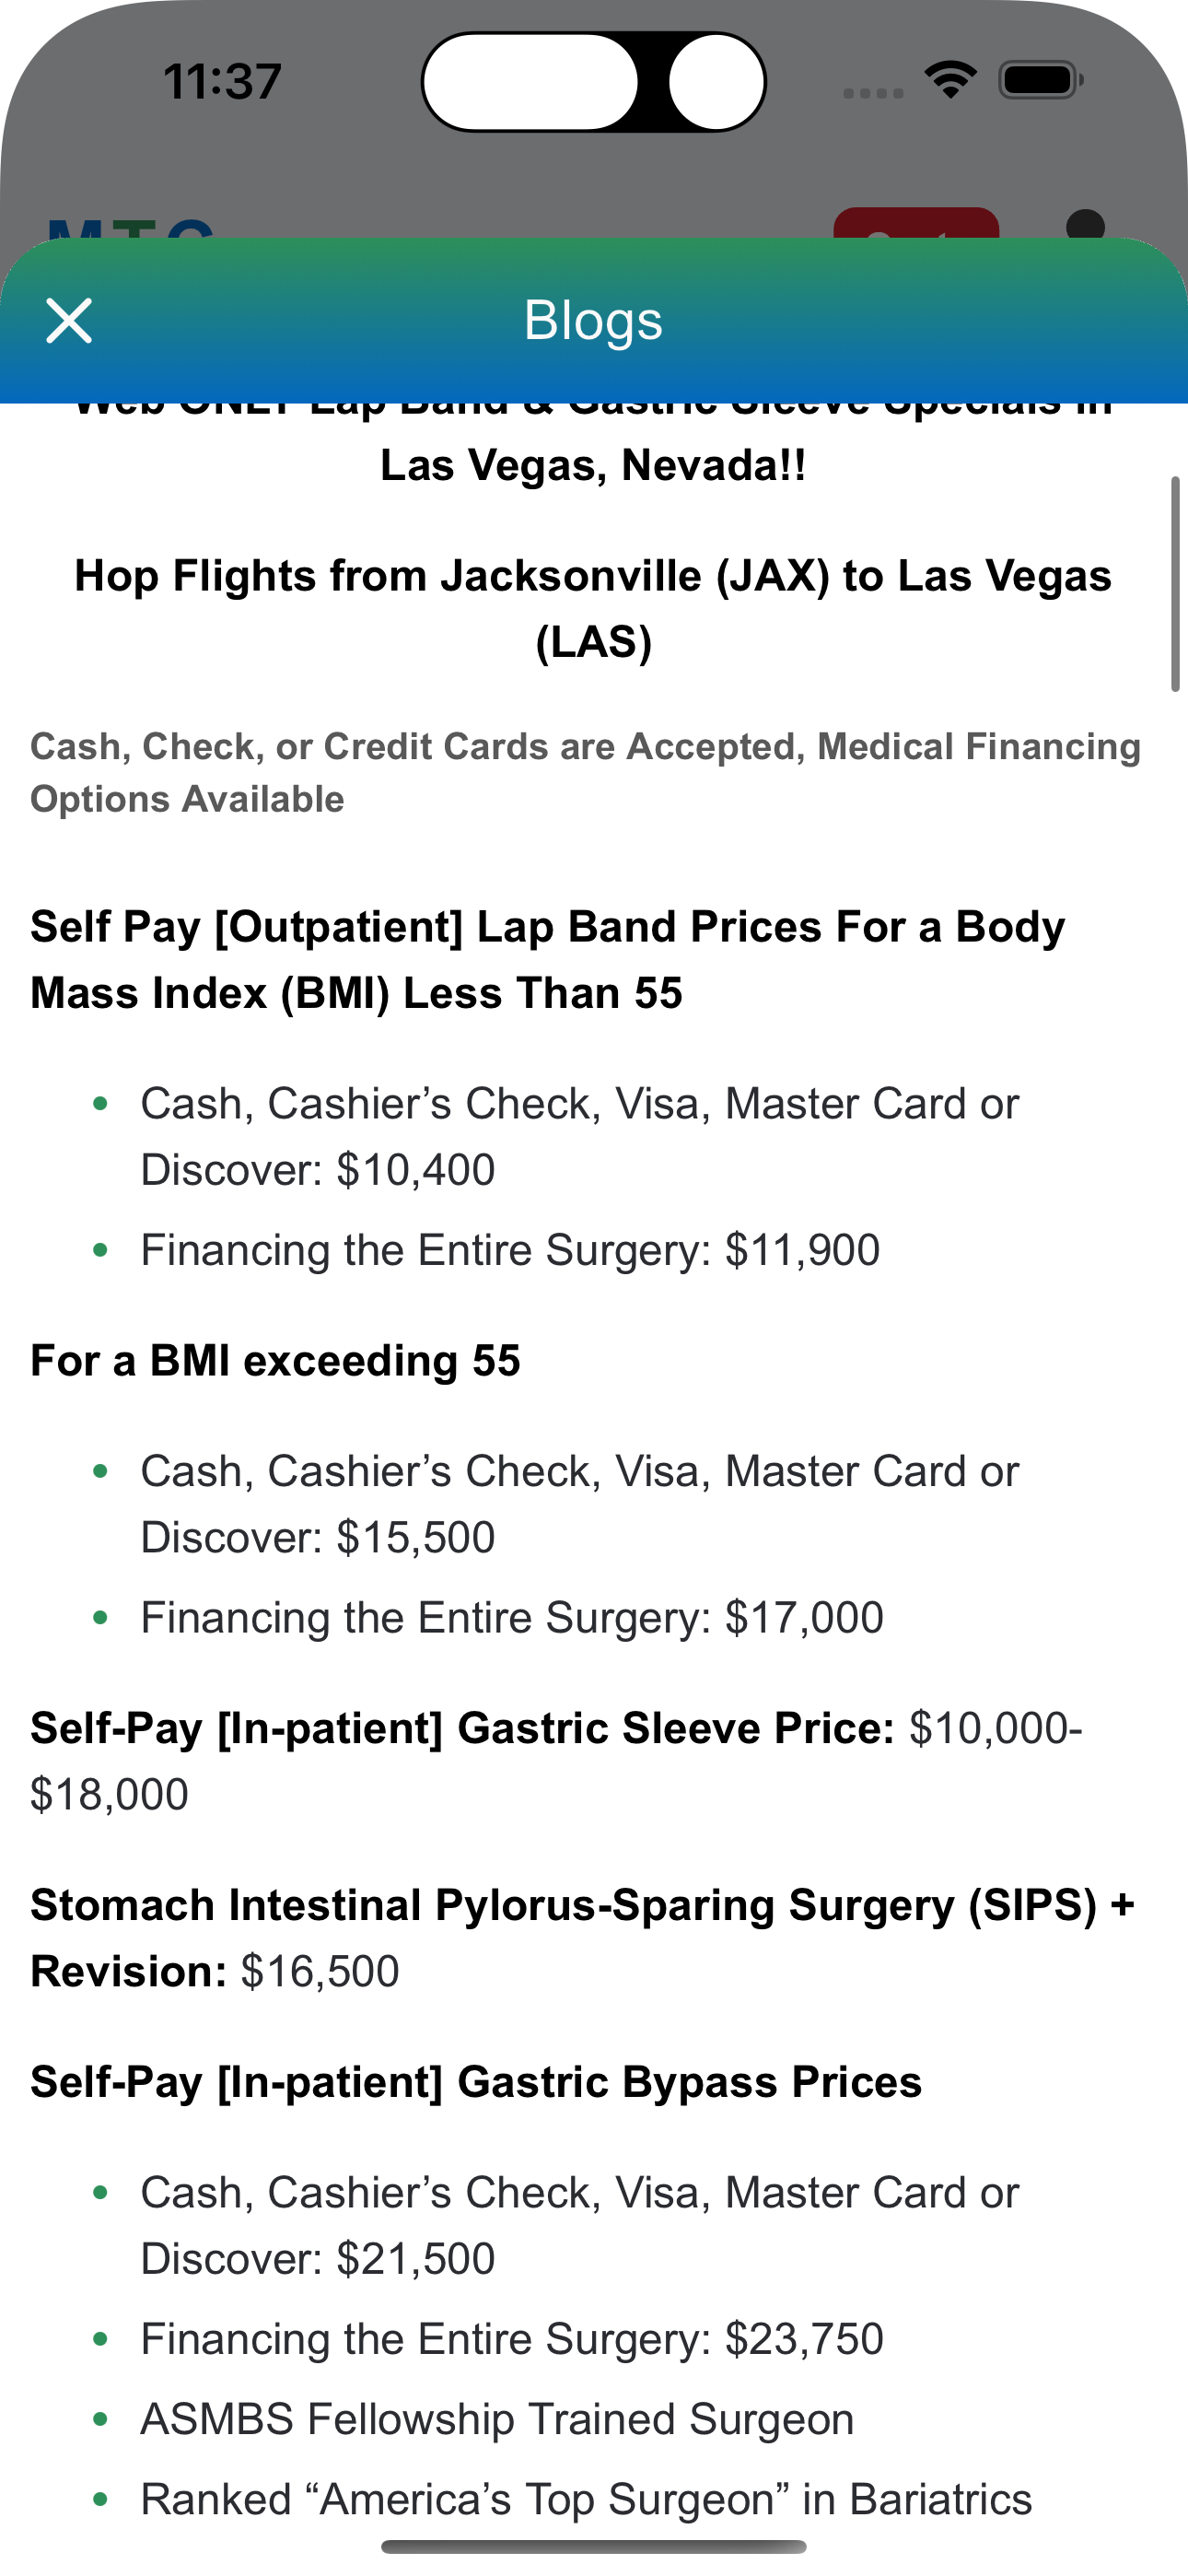 11:37
MTC
Blogs
Web ONLY Lap Band & Gastric Sleeve Specials in
Las Vegas, Nevada!!
Hop Flights from Jacksonville (JAX) to Las Vegas
(LAS)
Cash, Check, or Credit Cards are Accepted, Medical Financing
Options Available
Self Pay [Outpatient] Lap Band Prices For a Body
Mass Index (BMI) Less Than 55
Cash, Cashier’s Check, Visa, Master Card or
Discover: $10,400
Financing the Entire Surgery: $11,900
For a BMI exceeding 55
Cash, Cashier’s Check, Visa, Master Card or
Discover: $15,500
Financing the Entire Surgery: $17,000
Self-Pay [In-patient] Gastric Sleeve Price: $10,000-
$18,000
Stomach Intestinal Pylorus-Sparing Surgery (SIPS) +
Revision: $16,500
Self-Pay [In-patient] Gastric Bypass Prices
Cash, Cashier’s Check, Visa, Master Card or
Discover: $21,500
Financing the Entire Surgery: $23,750
ASMBS Fellowship Trained Surgeon
Ranked “America’s Top Surgeon” in Bariatrics